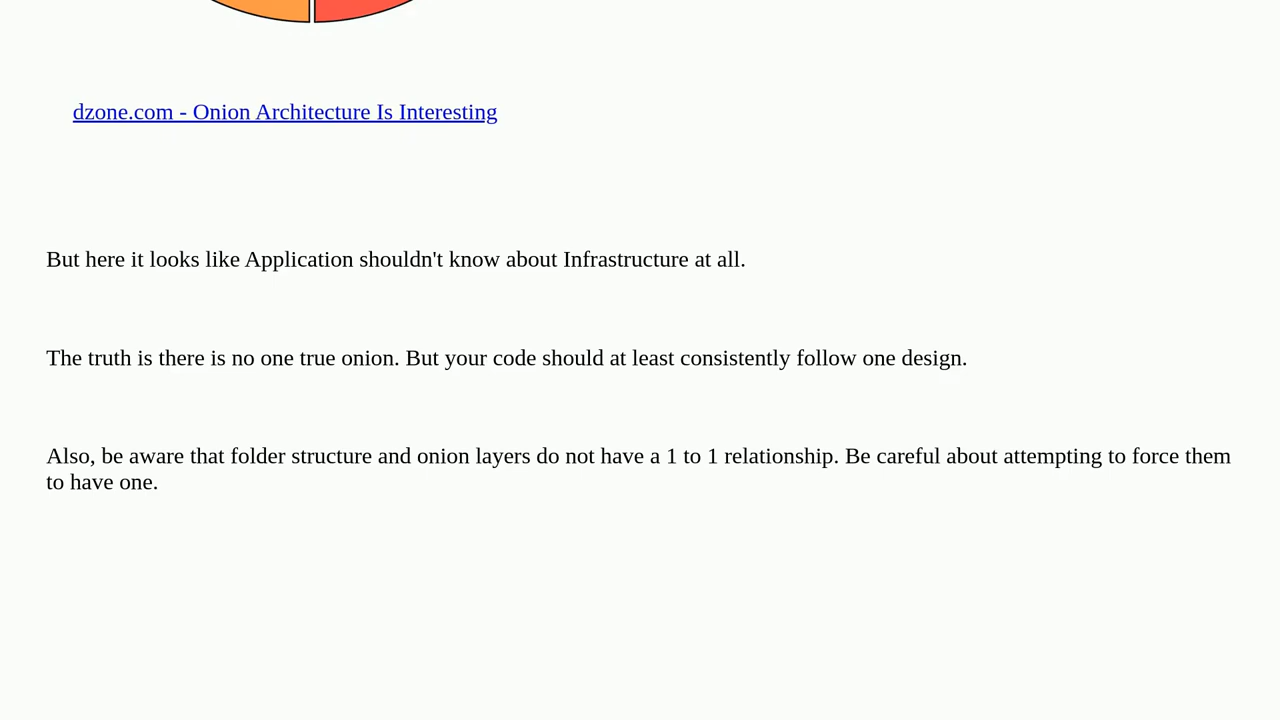 dzone.com - Onion Architecture Is Interesting
But here it looks like Application shouldn't know about Infrastructure at all.
The truth is there is no one true onion. But your code should at least consistently follow one design.
Also, be aware that folder structure and onion layers do not have a 1 to 1 relationship. Be careful about attempting to force them
to have one.